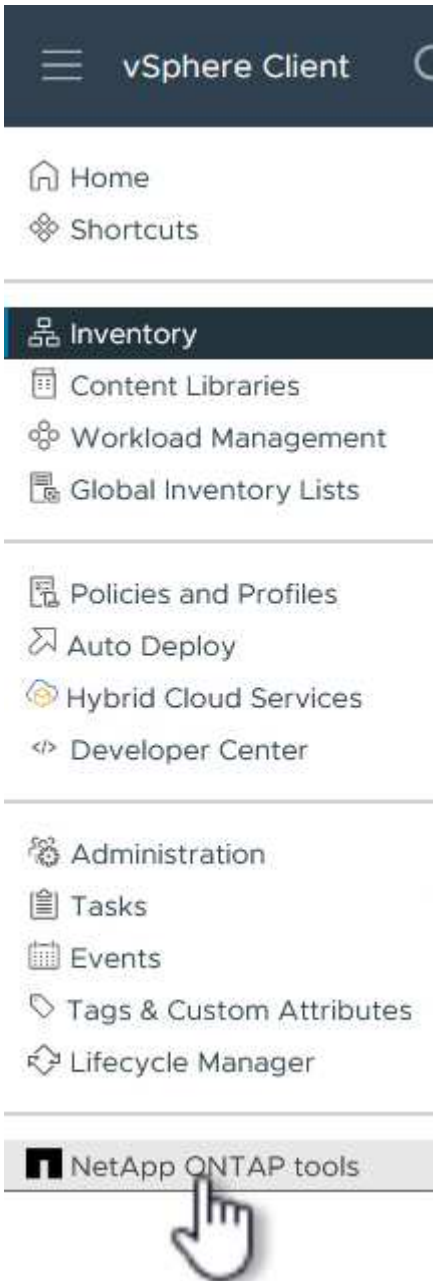 vSphere Client
Home
Shortcuts
Inventory
Content Libraries
Workload Management
Global Inventory Lists
Policies and Profiles
Auto Deploy
Hybrid Cloud Services
Developer Center
Administration
Tasks
Events
Tags & Custom Attributes
Lifecycle Manager
NetApp ONTAP tools